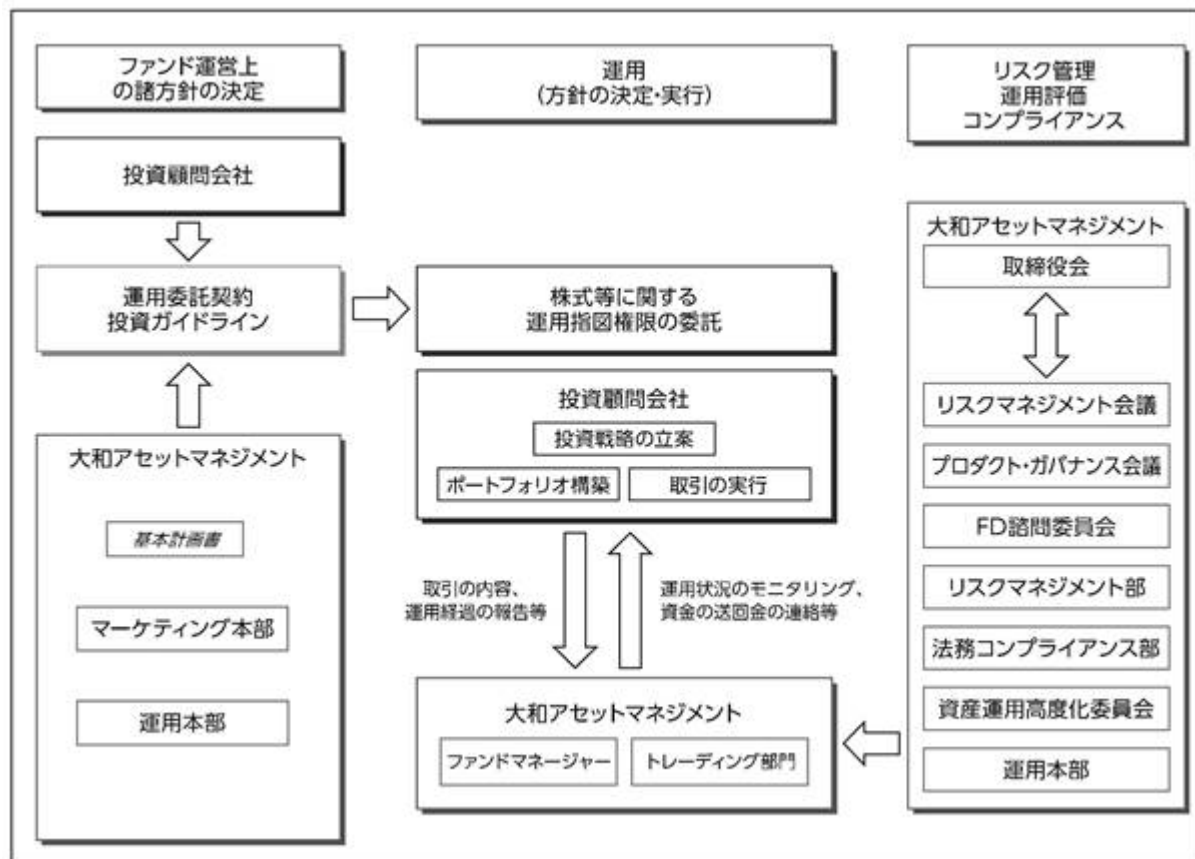 ファンド運営上
の諸方針の決定
運用
(方針の決定・実行)
リスク管理
運用評価
コンプライアンス
投資顧問会社
運用委託契約
投資ガイドライン
大和アセットマネジメント
基本計画書
マーケティング本部
運用本部
株式等に関する
運用指図権限の委託
投資顧問会社
投資戦略の立案
ポートフォリオ構築
取引の実行
取引の内容、
運用経過の報告等
運用状況のモニタリング、
資金の送回金の連絡等
大和アセットマネジメント
ファンドマネージャー
トレーディング部門
大和アセットマネジメント
取締役会
リスクマネジメント会議
プロダクト・ガバナンス会議
FD諮問委員会
リスクマネジメント部
法務コンプライアンス部
資産運用高度化委員会
運用本部